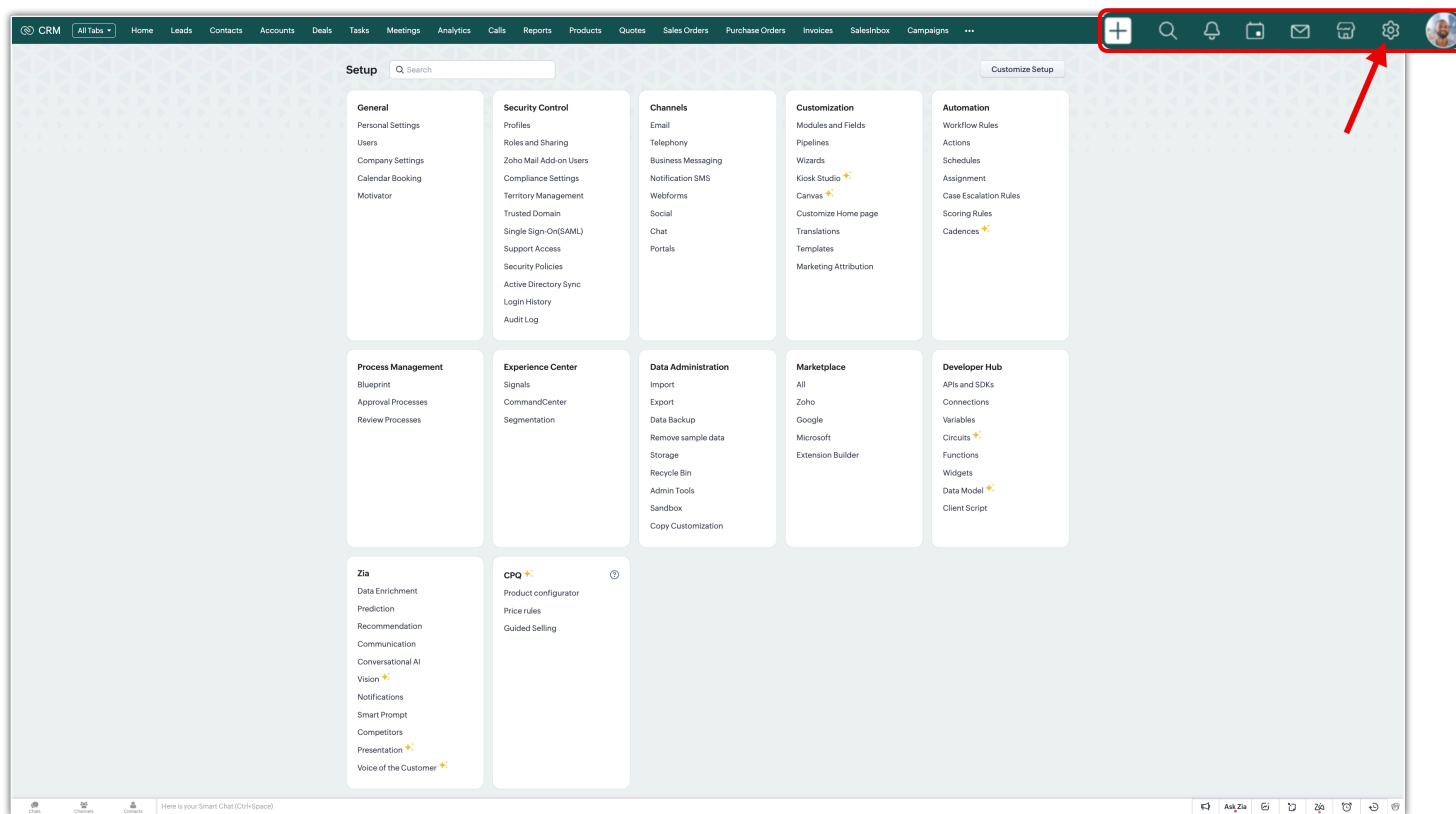 CRM All Tabs Home Leads Contacts Accounts Deals Tasks Meetings Analytics Calls Reports Products Quotes Sales Orders Purchase Orders Invoices SalesInbox Campaigns •••
Setup Search Customize Setup
General
Personal Settings
Users
Company Settings
Calendar Booking
Motivator
Security Control
Profiles
Roles and Sharing
Zoho Mail Add-on Users
Compliance Settings
Territory Management
Trusted Domain
Single Sign-On(SAML)
Support Access
Security Policies
Active Directory Sync
Login History
Audit Log
Channels
Email
Telephony
Business Messaging
Notification SMS
Webforms
Social
Chat
Portals
Customization
Modules and Fields
Pipelines
Wizards
Kiosk Studio
Canvas
Customize Home page
Translations
Templates
Marketing Attribution
Automation
Workflow Rules
Actions
Schedules
Assignment
Case Escalation Rules
Scoring Rules
Cadences
Process Management
Blueprint
Approval Processes
Review Processes
Experience Center
Signals
CommandCenter
Segmentation
Data Administration
Import
Export
Data Backup
Remove sample data
Storage
Recycle Bin
Admin Tools
Sandbox
Copy Customization
Marketplace
All
Zoho
Google
Microsoft
Extension Builder
Developer Hub
APIs and SDKs
Connections
Variables
Circuits
Functions
Widgets
Data Model
Client Script
Zia
Data Enrichment
Prediction
Recommendation
Communication
Conversational AI
Vision
Notifications
Smart Prompt
Competitors
Presentation
Voice of the Customer
CPQ
Product configurator
Price rules
Guided Selling
Chats Channels Contacts Here is your Smart Chat (Ctrl+Space) Ask Zia